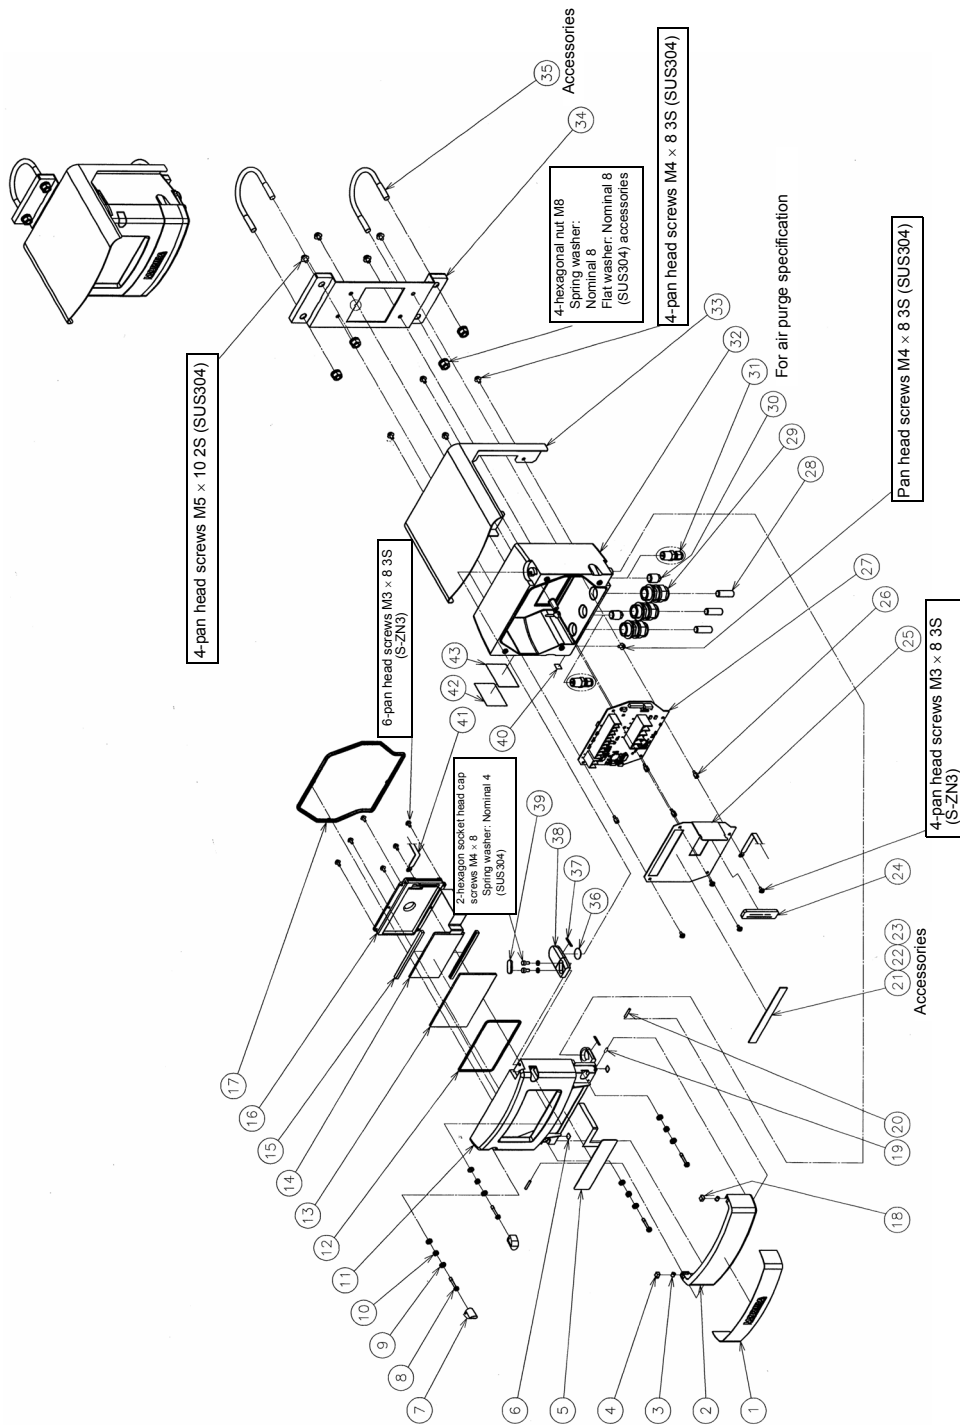 35
Accessories
34
4-pan head screws M4 × 8 3S (SUS304)
4-hexagonal nut M8
Spring washer:
Nominal 8
Flat washer: Nominal 8
(SUS304) accessories
33
32
For air purge specification
31
30
29
28
Pan head screws M4 × 8 3S (SUS304)
27
26
25
4-pan head screws M3 × 8 3S
(S-ZN3)
24
21 22 23
Accessories
4-pan head screws M5 × 10 2S (SUS304)
6-pan head screws M3 × 8 3S
(S-ZN3)
43
42
41
40
2-hexagon socket head cap
screws M4 × 8
Spring washer: Nominal 4
(SUS304)
39
38
37
36
17
16
15
14
13
12
11
10
9
8
7
6
5
4
3
2
1
20
19
18